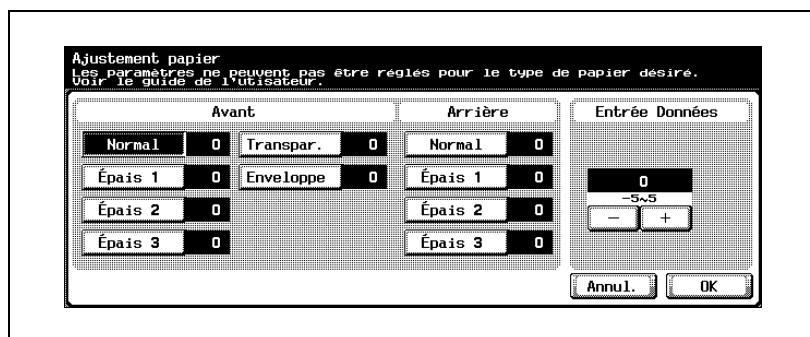 Ajustement papier
Les paramètres ne peuvent pas être réglés pour le type de papier désiré.
Voir le guide de l'utisateur.
Avant Arrière Entrée Données
Normal 0 Transpar. 0 Normal 0
Épais 1 0 Enveloppe 0 Épais 1 0
0
-5~5
Épais 2 0 Épais 2 0
- +
Épais 3 0 Épais 3 0
Annul. OK